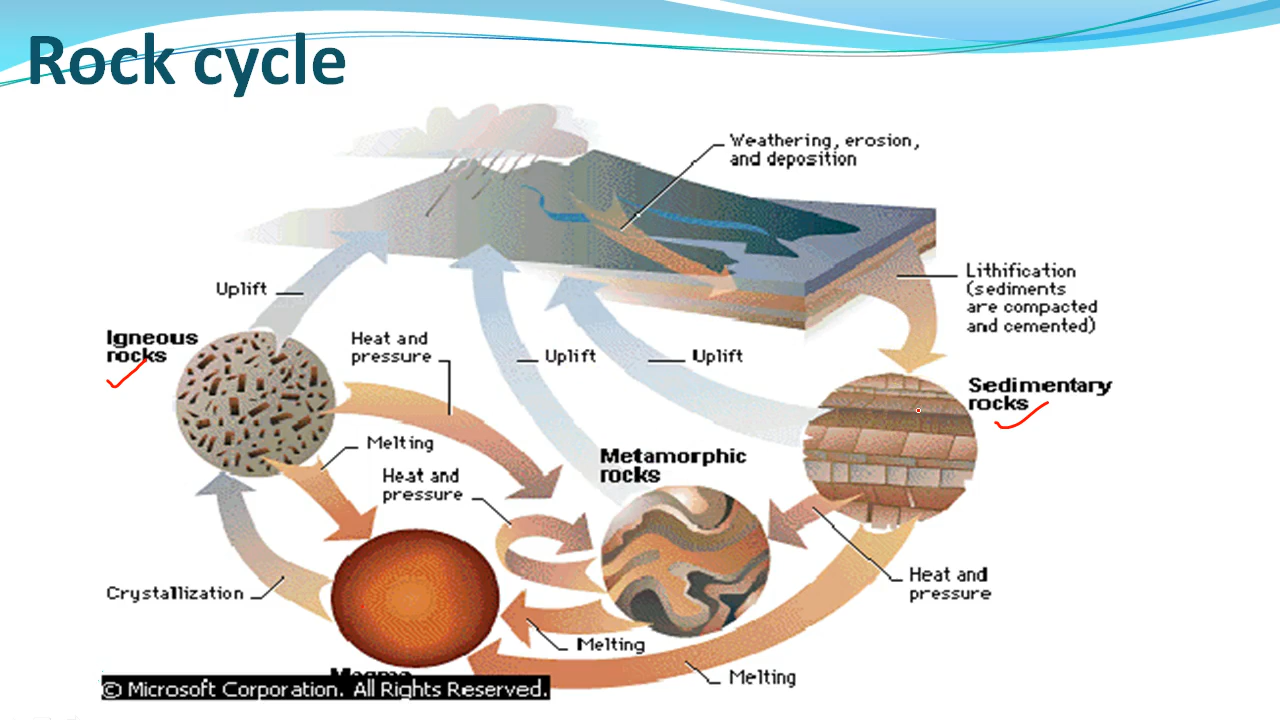 Rock cycle
Weathering, erosion,
and deposition
Lithification
(sediments
are compacted
and cemented)
Uplift
Igneous
rocks
Heat and
pressure
Uplift
Uplift
Sedimentary
rocks
Melting
Metamorphic
rocks
Heat and
pressure
Heat and
pressure
Crystallization
Melting
Melting
Magma
© Microsoft Corporation. All Rights Reserved.